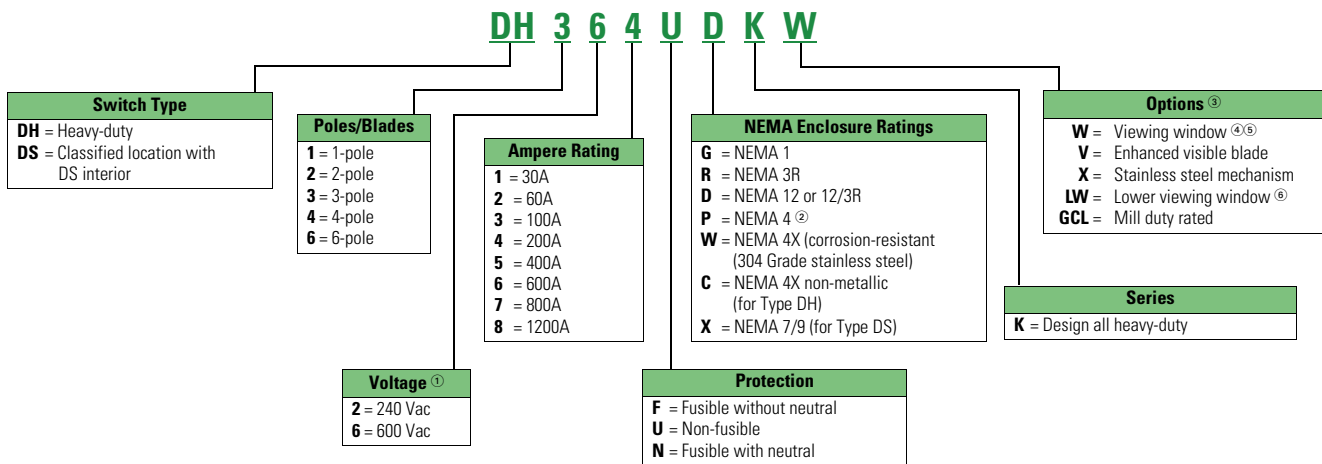 DH 3 6 4 U D K W
Switch Type
DH = Heavy-duty
DS = Classified location with
DS interior
Poles/Blades
1 = 1-pole
2 = 2-pole
3 = 3-pole
4 = 4-pole
6 = 6-pole
Voltage ①
2 = 240 Vac
6 = 600 Vac
Ampere Rating
1 = 30A
2 = 60A
3 = 100A
4 = 200A
5 = 400A
6 = 600A
7 = 800A
8 = 1200A
Protection
F = Fusible without neutral
U = Non-fusible
N = Fusible with neutral
NEMA Enclosure Ratings
G = NEMA 1
R = NEMA 3R
D = NEMA 12 or 12/3R
P = NEMA 4 ②
W = NEMA 4X (corrosion-resistant
(304 Grade stainless steel)
C = NEMA 4X non-metallic
(for Type DH)
X = NEMA 7/9 (for Type DS)
Series
K = Design all heavy-duty
Options ③
W = Viewing window ④⑤
V = Enhanced visible blade
X = Stainless steel mechanism
LW = Lower viewing window ⑥
GCL = Mill duty rated